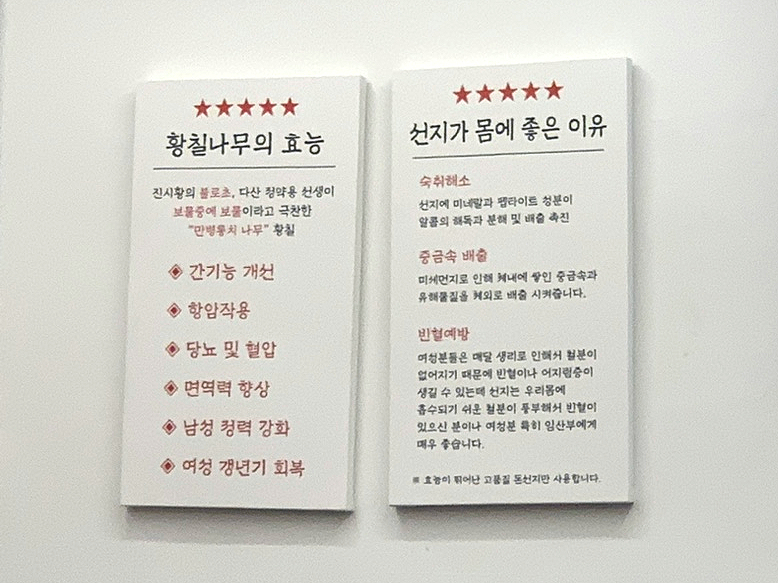 ★★★★★
황칠나무의 효능
진시황의 불로초, 다산 정약용 선생이
보물중에 보물이라고 극찬한
"만병통치 나무" 황칠
간기능 개선
항암작용
당뇨 및 혈압
면역력 향상
남성 정력 강화
여성 갱년기 회복
★★★★★
선지가 몸에 좋은 이유
숙취해소
선지에 미네랄과 펩타이드 성분이
알콜의 해독과 분해 및 배출 촉진
중금속 배출
미세먼지로 인해 체내에 쌓인 중금속과
유해물질을 체외로 배출 시켜줍니다.
빈혈예방
여성분들은 매달 생리로 인해서 철분이
없어지기 때문에 빈혈이나 어지럼증이
생길 수 있는데 선지는 우리몸에
흡수되기 쉬운 철분이 풍부해서 빈혈이
있으신 분이나 여성분 특히 임산부에게
매우 좋습니다.
※ 효능이 뛰어난 고품질 돈선지만 사용합니다.